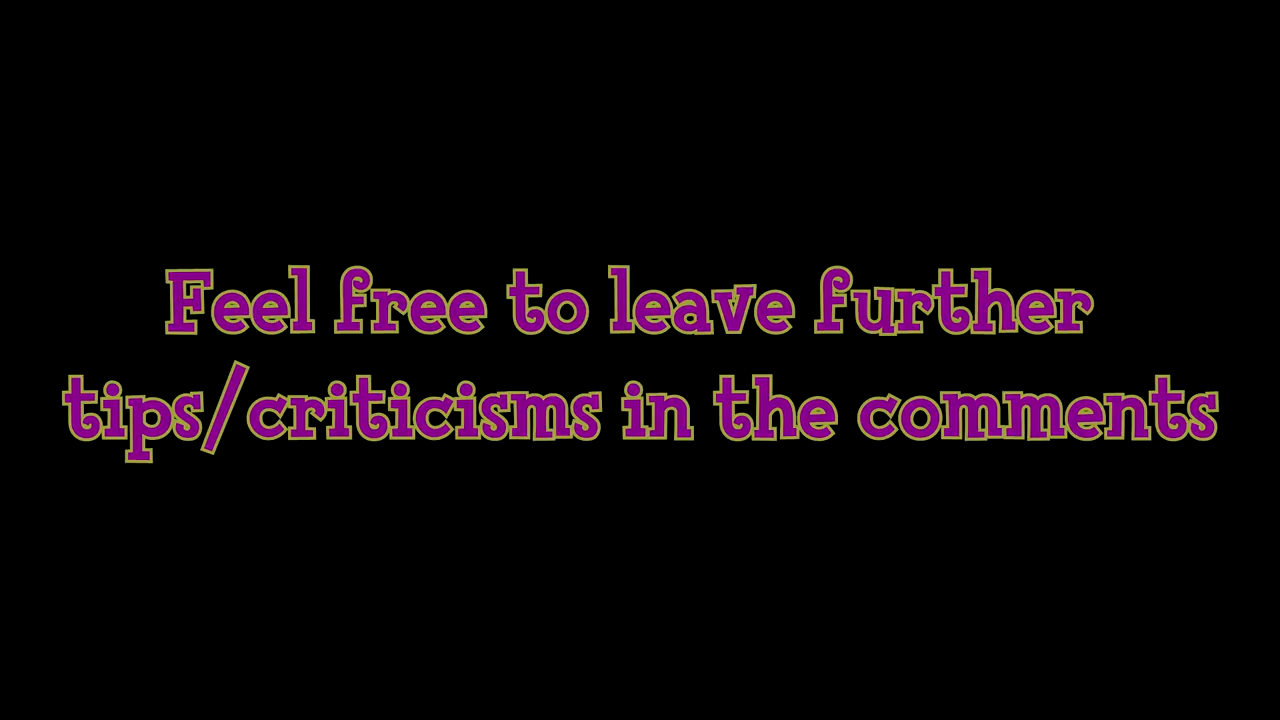 Feel free to leave further
tips/criticisms in the comments